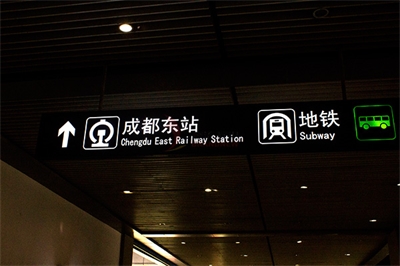 成都东站
Chengdu East Railway Station
地铁
Subway